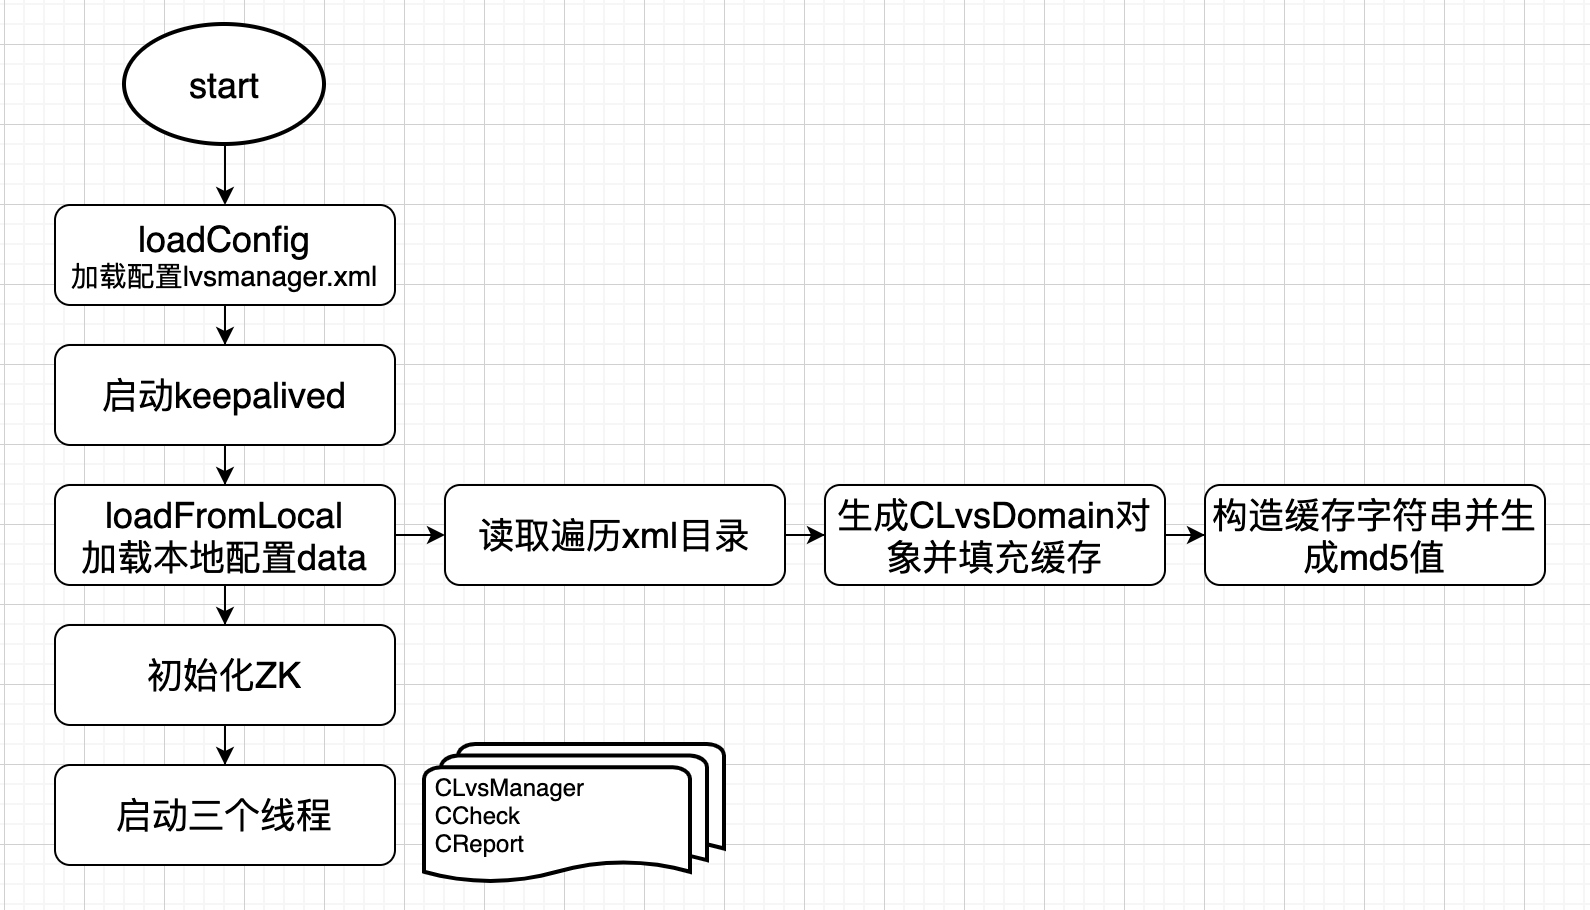 start
loadConfig
加载配置lvsmanager.xml
启动keepalived
loadFromLocal
加载本地配置data
读取遍历xml目录
生成CLvsDomain对
象并填充缓存
构造缓存字符串并生
成md5值
初始化ZK
启动三个线程
CLvsManager
CCheck
CReport